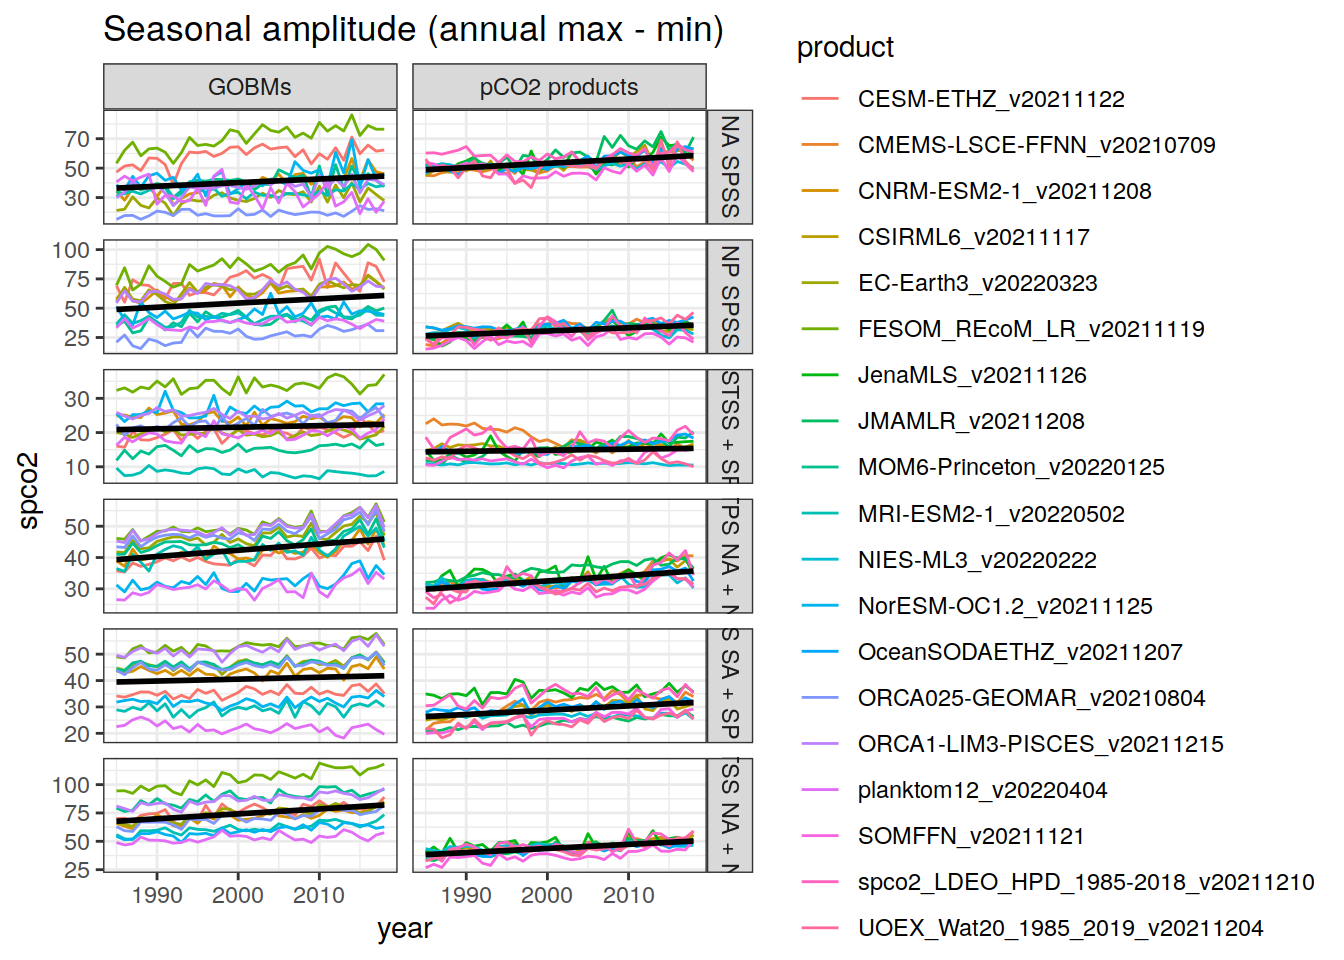 Seasonal amplitude (annual max - min)
GOBMs
pCO2 products
70
50
30
NA SPSS
100
75
50
25
NP SPSS
30
20
10
STSS + 
50
40
30
PS NA + 
50
40
30
20
S SA + SP
100
75
50
25
SS NA + 
1990 2000 2010
1990 2000 2010
year
spco2
product
CESM-ETHZ_v20211122
CMEMS-LSCE-FFNN_v20210709
CNRM-ESM2-1_v20211208
CSIRML6_v20211117
EC-Earth3_v20220323
FESOM_REcoM_LR_v20211119
JenaMLS_v20211126
JMAMLR_v20211208
MOM6-Princeton_v20220125
MRI-ESM2-1_v20220502
NIES-ML3_v20220222
NorESM-OC1.2_v20211125
OceanSODAETHZ_v20211207
ORCA025-GEOMAR_v20210804
ORCA1-LIM3-PISCES_v20211215
planktom12_v20220404
SOMFFN_v20211121
spco2_LDEO_HPD_1985-2018_v20211210
UOEX_Wat20_1985_2019_v20211204